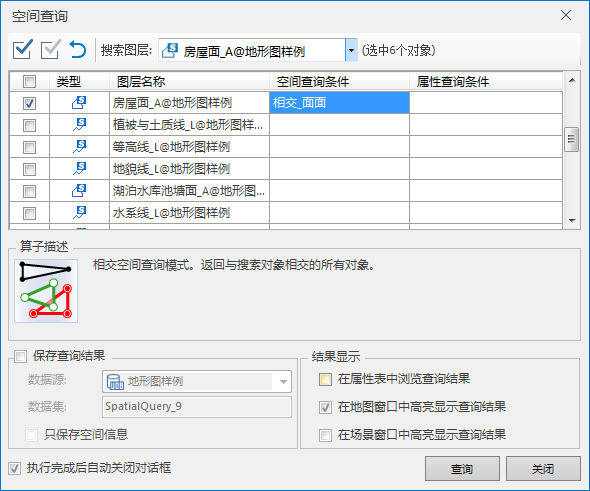 空间查询
搜索图层: 房屋面_A@地形图样例 (选中6个对象)
类型 图层名称 空间查询条件 属性查询条件
房屋面_A@地形图样例 相交_面面
植被与土质线_L@地形图样...
等高线_L@地形图样例
地貌线_L@地形图样例
湖泊水库池塘面_A@地形图...
水系线_L@地形图样例
算子描述
相交空间查询模式。返回与搜索对象相交的所有对象。
保存查询结果
数据源: 地形图样例
数据集: SpatialQuery_9
只保存空间信息
结果显示
在属性表中浏览查询结果
在地图窗口中高亮显示查询结果
在场景窗口中高亮显示查询结果
执行完成后自动关闭对话框
查询 关闭